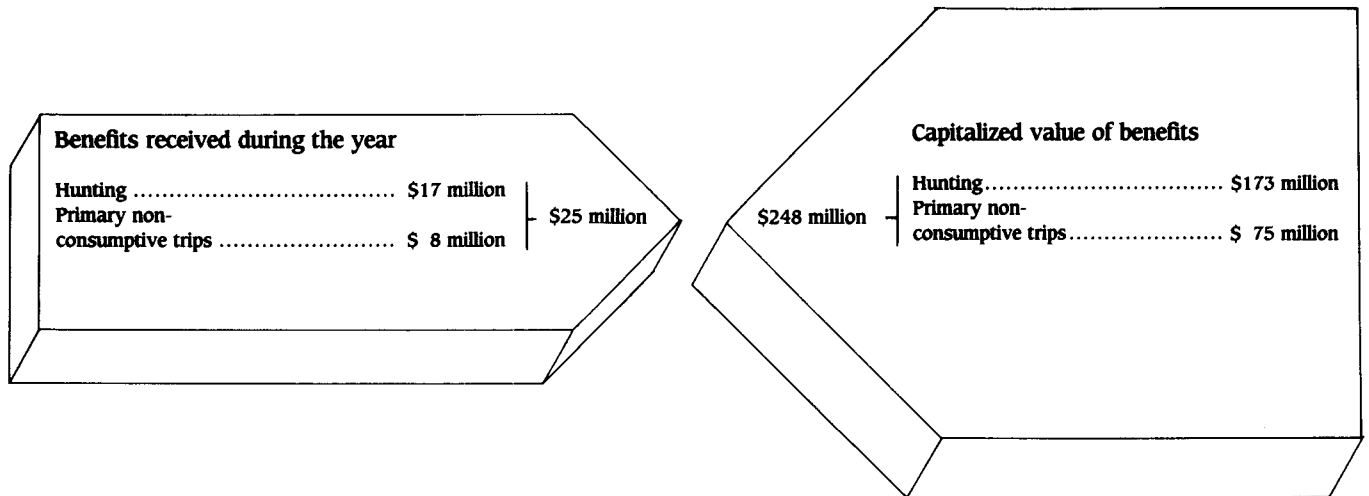 Benefits received during the year
Hunting ................................. $17 million
Primary non-
consumptive trips ...................... $ 8 million
$25 million
Capitalized value of benefits
$248 million
Hunting.............................. $173 million
Primary non-
consumptive trips...................... $ 75 million